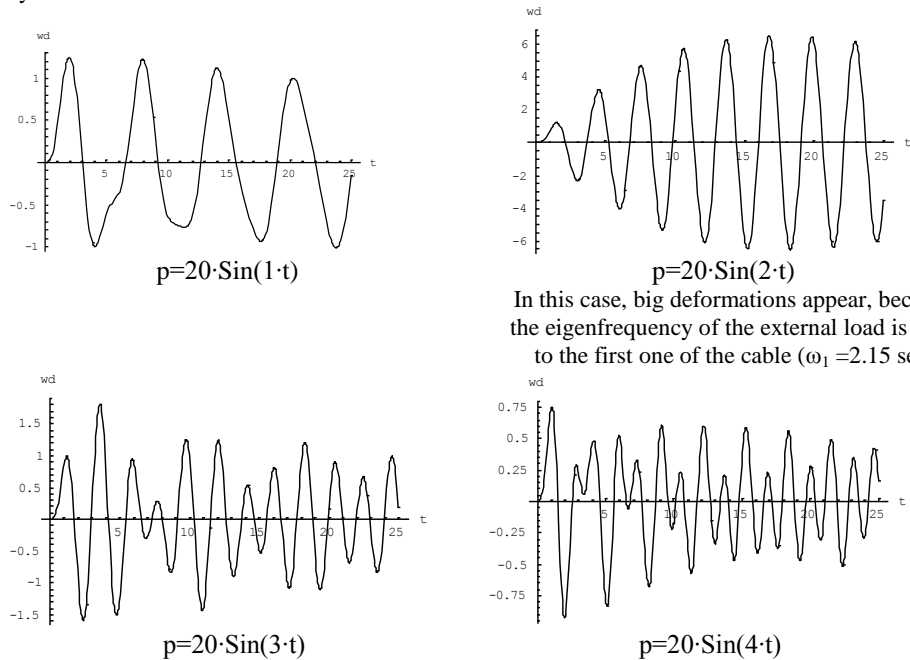 wd
1
0.5
-0.5
-1
5
10
15
20
25
t
p=20·Sin(1·t)
wd
6
4
2
-2
-4
-6
5
10
15
20
25
t
p=20·Sin(2·t)
In this case, big deformations appear,
the eigenfrequency of the external load is
to the first one of the cable (ω₁ =2.15
wd
1.5
1
0.5
-0.5
-1
-1.5
5
10
15
20
25
t
p=20·Sin(3·t)
wd
0.75
0.5
0.25
-0.25
-0.5
-0.75
5
10
15
20
25
t
p=20·Sin(4·t)